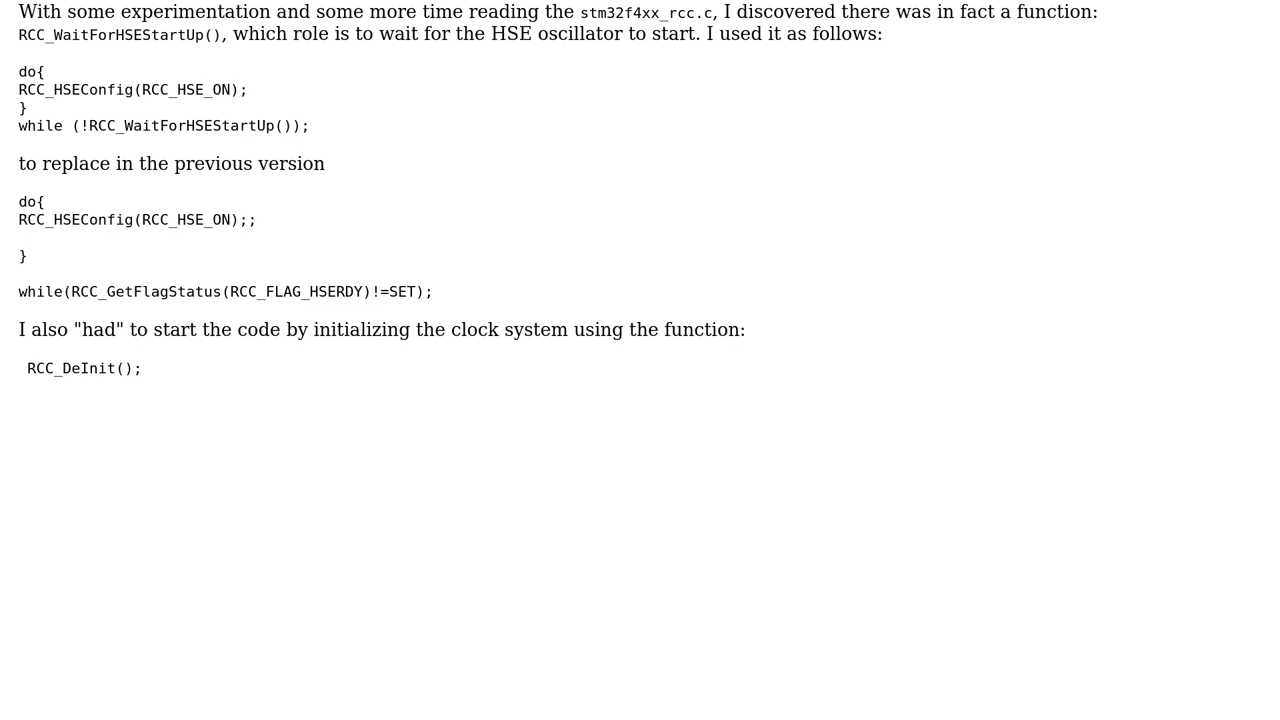 With some experimentation and some more time reading the stm32f4xx_rcc.c, I discovered there was in fact a function:
RCC_WaitForHSEStartUp(), which role is to wait for the HSE oscillator to start. I used it as follows:
do{
RCC_HSEConfig(RCC_HSE_ON);
}
while (!RCC_WaitForHSEStartUp());
to replace in the previous version
do{
RCC_HSEConfig(RCC_HSE_ON);;
}
while(RCC_GetFlagStatus(RCC_FLAG_HSERDY)!=SET);
I also "had" to start the code by initializing the clock system using the function:
RCC_DeInit();